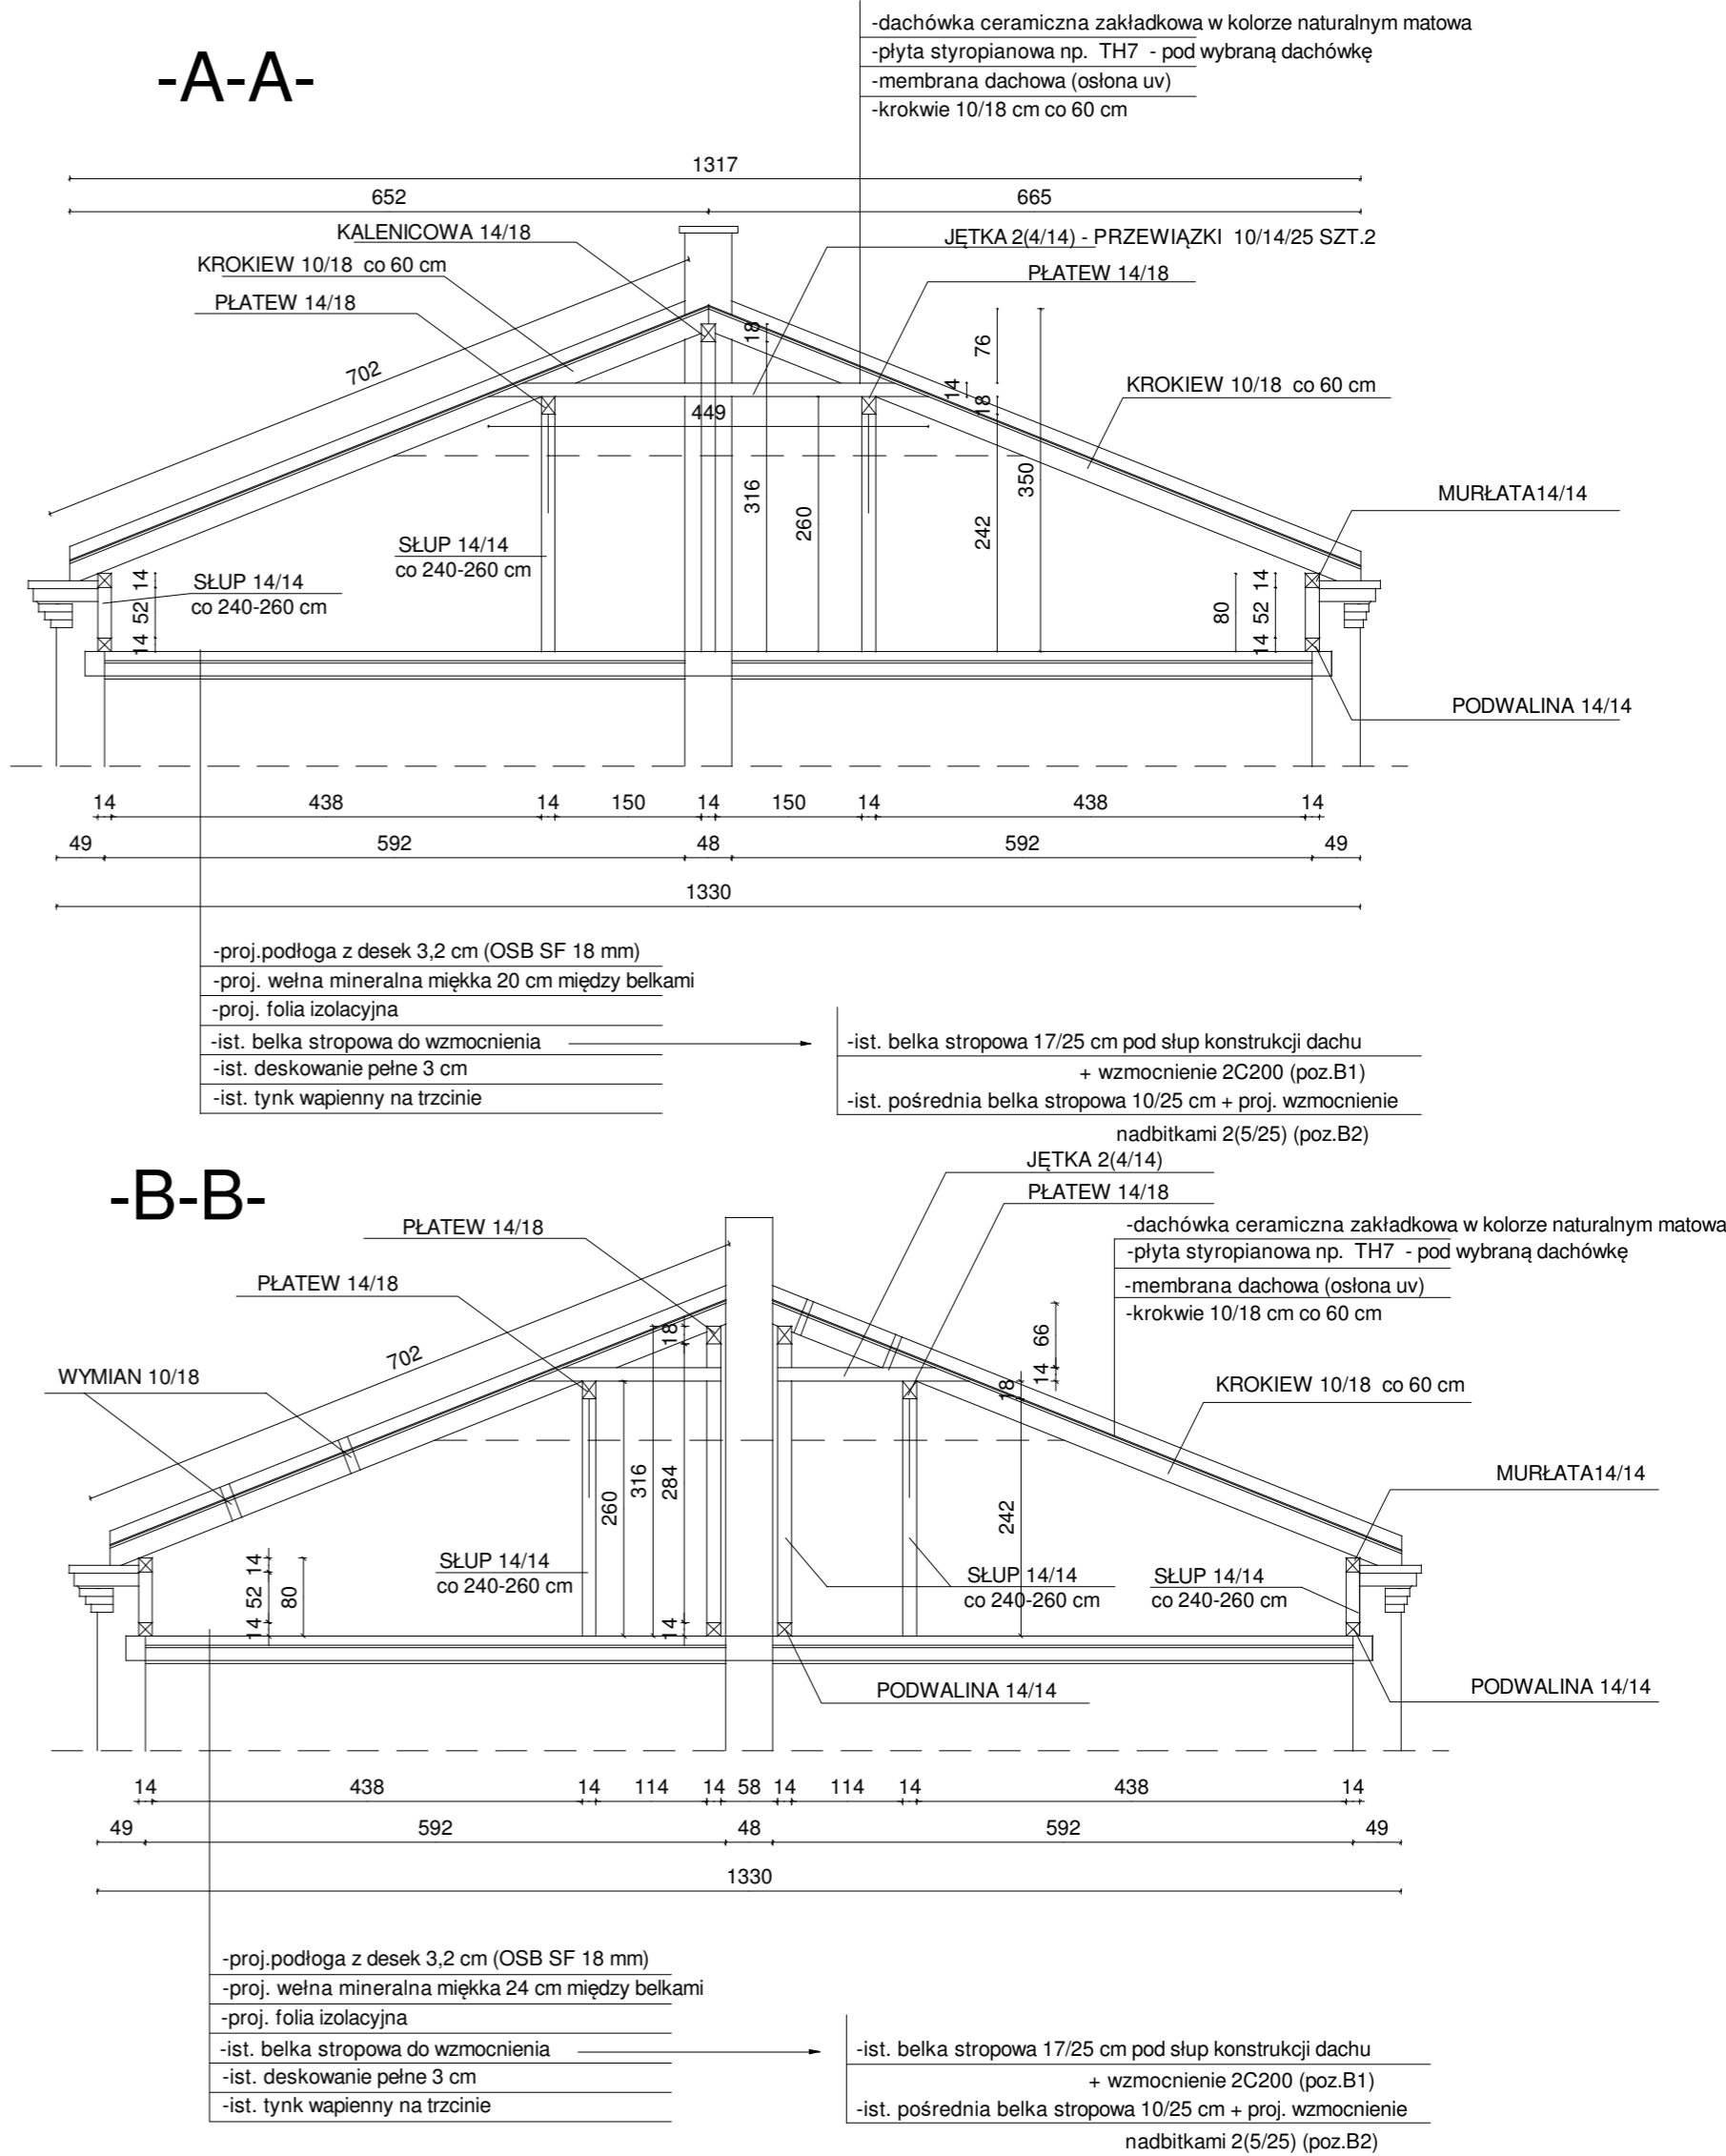 -A-A-
-dachówka ceramiczna zakładkowa w kolorze naturalnym matowa
-płyta styropianowa np. TH7 - pod wybraną dachówkę
-membrana dachowa (osłona uv)
-krokwie 10/18 cm co 60 cm
1317
652
665
KALENICOWA 14/18
JĘTKA 2(4/14) - PRZEWIĄZKI 10/14/25 SZT.2
KROKIEW 10/18 co 60 cm
PŁATEW 14/18
PŁATEW 14/18
702
18
76
14
18
449
KROKIEW 10/18 co 60 cm
316
260
242
350
MURŁATA14/14
SŁUP 14/14
co 240-260 cm
SŁUP 14/14
co 240-260 cm
14
52
14
80
14
52
14
PODWALINA 14/14
14 438 14 150 14 150 14 438 14
49 592 48 592 49
1330
-proj.podłoga z desek 3,2 cm (OSB SF 18 mm)
-proj. wełna mineralna miękka 20 cm między belkami
-proj. folia izolacyjna
-ist. belka stropowa do wzmocnienia
-ist. deskowanie pełne 3 cm
-ist. tynk wapienny na trzcinie
-ist. belka stropowa 17/25 cm pod słup konstrukcji dachu
+ wzmocnienie 2C200 (poz.B1)
-ist. pośrednia belka stropowa 10/25 cm + proj. wzmocnienie
nadbitkami 2(5/25) (poz.B2)
-B-B-
JĘTKA 2(4/14)
PŁATEW 14/18
PŁATEW 14/18
PŁATEW 14/18
-dachówka ceramiczna zakładkowa w kolorze naturalnym matowa
-płyta styropianowa np. TH7 - pod wybraną dachówkę
-membrana dachowa (osłona uv)
-krokwie 10/18 cm co 60 cm
702
WYMIAN 10/18
18
66
14
18
KROKIEW 10/18 co 60 cm
260
316
284
242
MURŁATA14/14
SŁUP 14/14
co 240-260 cm
SŁUP 14/14
co 240-260 cm
SŁUP 14/14
co 240-260 cm
14
52
14
80
14
PODWALINA 14/14
PODWALINA 14/14
14 438 14 114 14 58 14 114 14 438 14
49 592 48 592 49
1330
-proj.podłoga z desek 3,2 cm (OSB SF 18 mm)
-proj. wełna mineralna miękka 24 cm między belkami
-proj. folia izolacyjna
-ist. belka stropowa do wzmocnienia
-ist. deskowanie pełne 3 cm
-ist. tynk wapienny na trzcinie
-ist. belka stropowa 17/25 cm pod słup konstrukcji dachu
+ wzmocnienie 2C200 (poz.B1)
-ist. pośrednia belka stropowa 10/25 cm + proj. wzmocnienie
nadbitkami 2(5/25) (poz.B2)